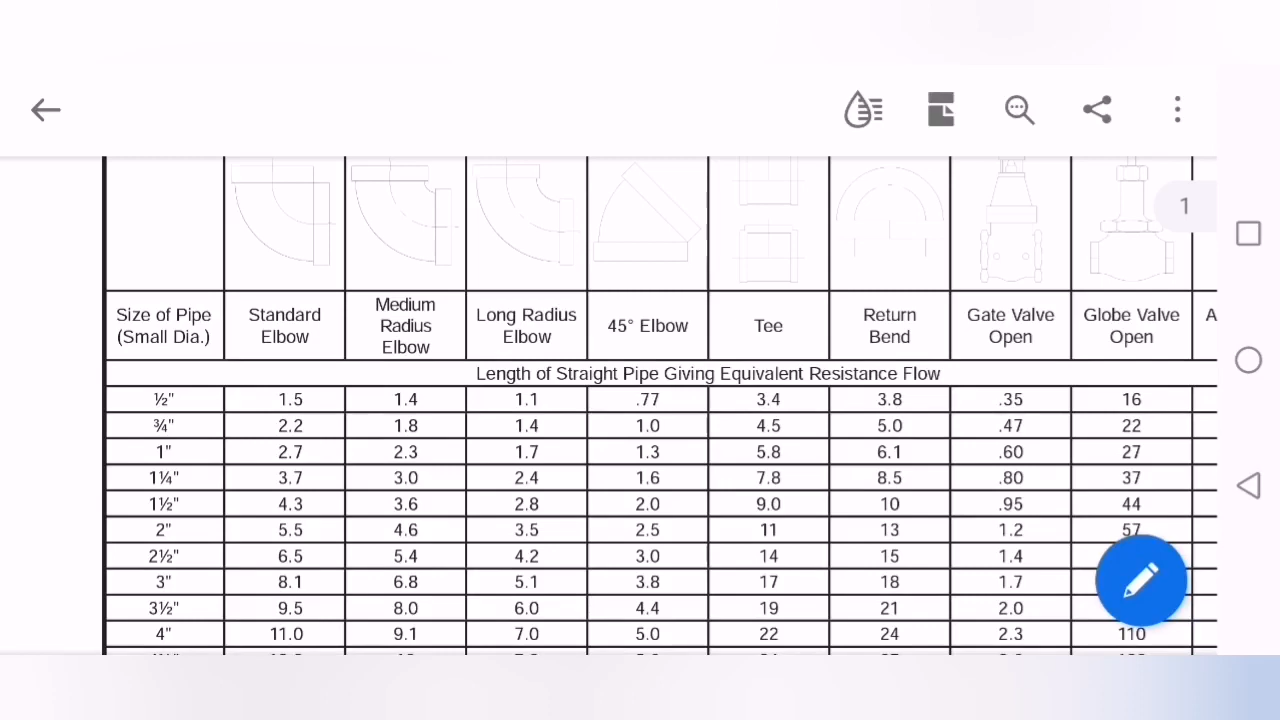 1
Size of Pipe (Small Dia.) Standard Elbow Medium Radius Elbow Long Radius Elbow 45° Elbow Tee Return Bend Gate Valve Open Globe Valve Open A
Length of Straight Pipe Giving Equivalent Resistance Flow
½" 1.5 1.4 1.1 .77 3.4 3.8 .35 16
¾" 2.2 1.8 1.4 1.0 4.5 5.0 .47 22
1" 2.7 2.3 1.7 1.3 5.8 6.1 .60 27
1¼" 3.7 3.0 2.4 1.6 7.8 8.5 .80 37
1½" 4.3 3.6 2.8 2.0 9.0 10 .95 44
2" 5.5 4.6 3.5 2.5 11 13 1.2 57
2½" 6.5 5.4 4.2 3.0 14 15 1.4
3" 8.1 6.8 5.1 3.8 17 18 1.7
3½" 9.5 8.0 6.0 4.4 19 21 2.0
4" 11.0 9.1 7.0 5.0 22 24 2.3 110